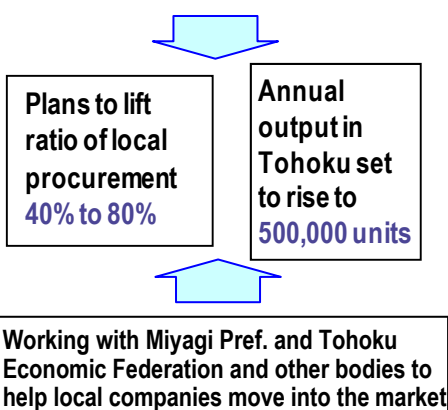 Plans to lift
ratio of local
procurement
40% to 80%
Annual
output in
Tohoku set
to rise to
500,000 units
Working with Miyagi Pref. and Tohoku
Economic Federation and other bodies to
help local companies move into the market